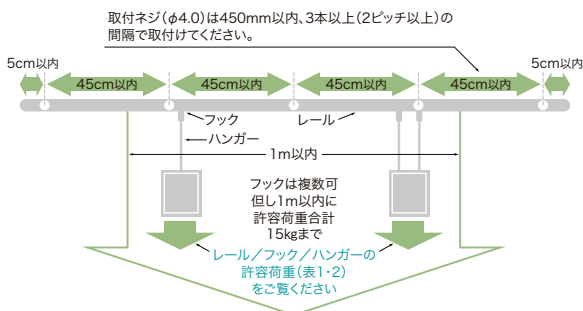 取付ネジ(φ4.0)は450mm以内、3本以上(2ピッチ以上)の
間隔で取付けてください。
5cm以内
45cm以内
45cm以内
45cm以内
45cm以内
5cm以内
フック
レール
ハンガー
1m以内
フックは複数可
但し1m以内に
許容荷重合計
15kgまで
レール/フック/ハンガーの
許容荷重(表1・2)
をご覧ください